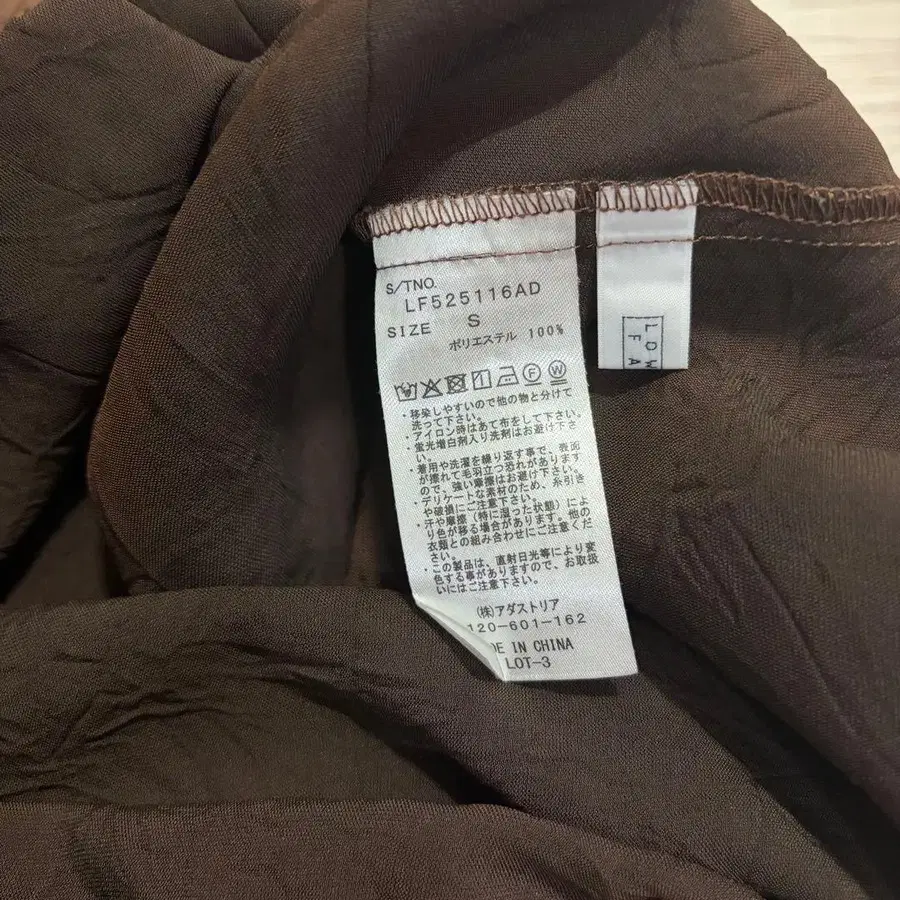 S/TNO.
LF525116AD
SIZE S
ポリエステル 100%
F W
・移染しやすいので他の物と分けて
洗って下さい。
・アイロン時はあて布をして下さい。
・蛍光増白剤入り洗剤はお避け下さ
い。
・着用や洗濯を繰り返す事で、表面
が擦れて毛羽立つ恐れがあります
ので、強い摩擦はお避け下さい。
・デリケートな素材のため、糸引き
や破損にご注意下さい。
・汗や摩擦（特に湿った状態）によ
り色が移る場合があります。他の
衣類との組み合わせにご注意くだ
さい。
・この製品は、直射日光等により変
色する事がありますので、お取扱
いにはご注意下さい。
(株)アダストリア
120-601-162
DE IN CHINA
LOT-3
LOW
FA